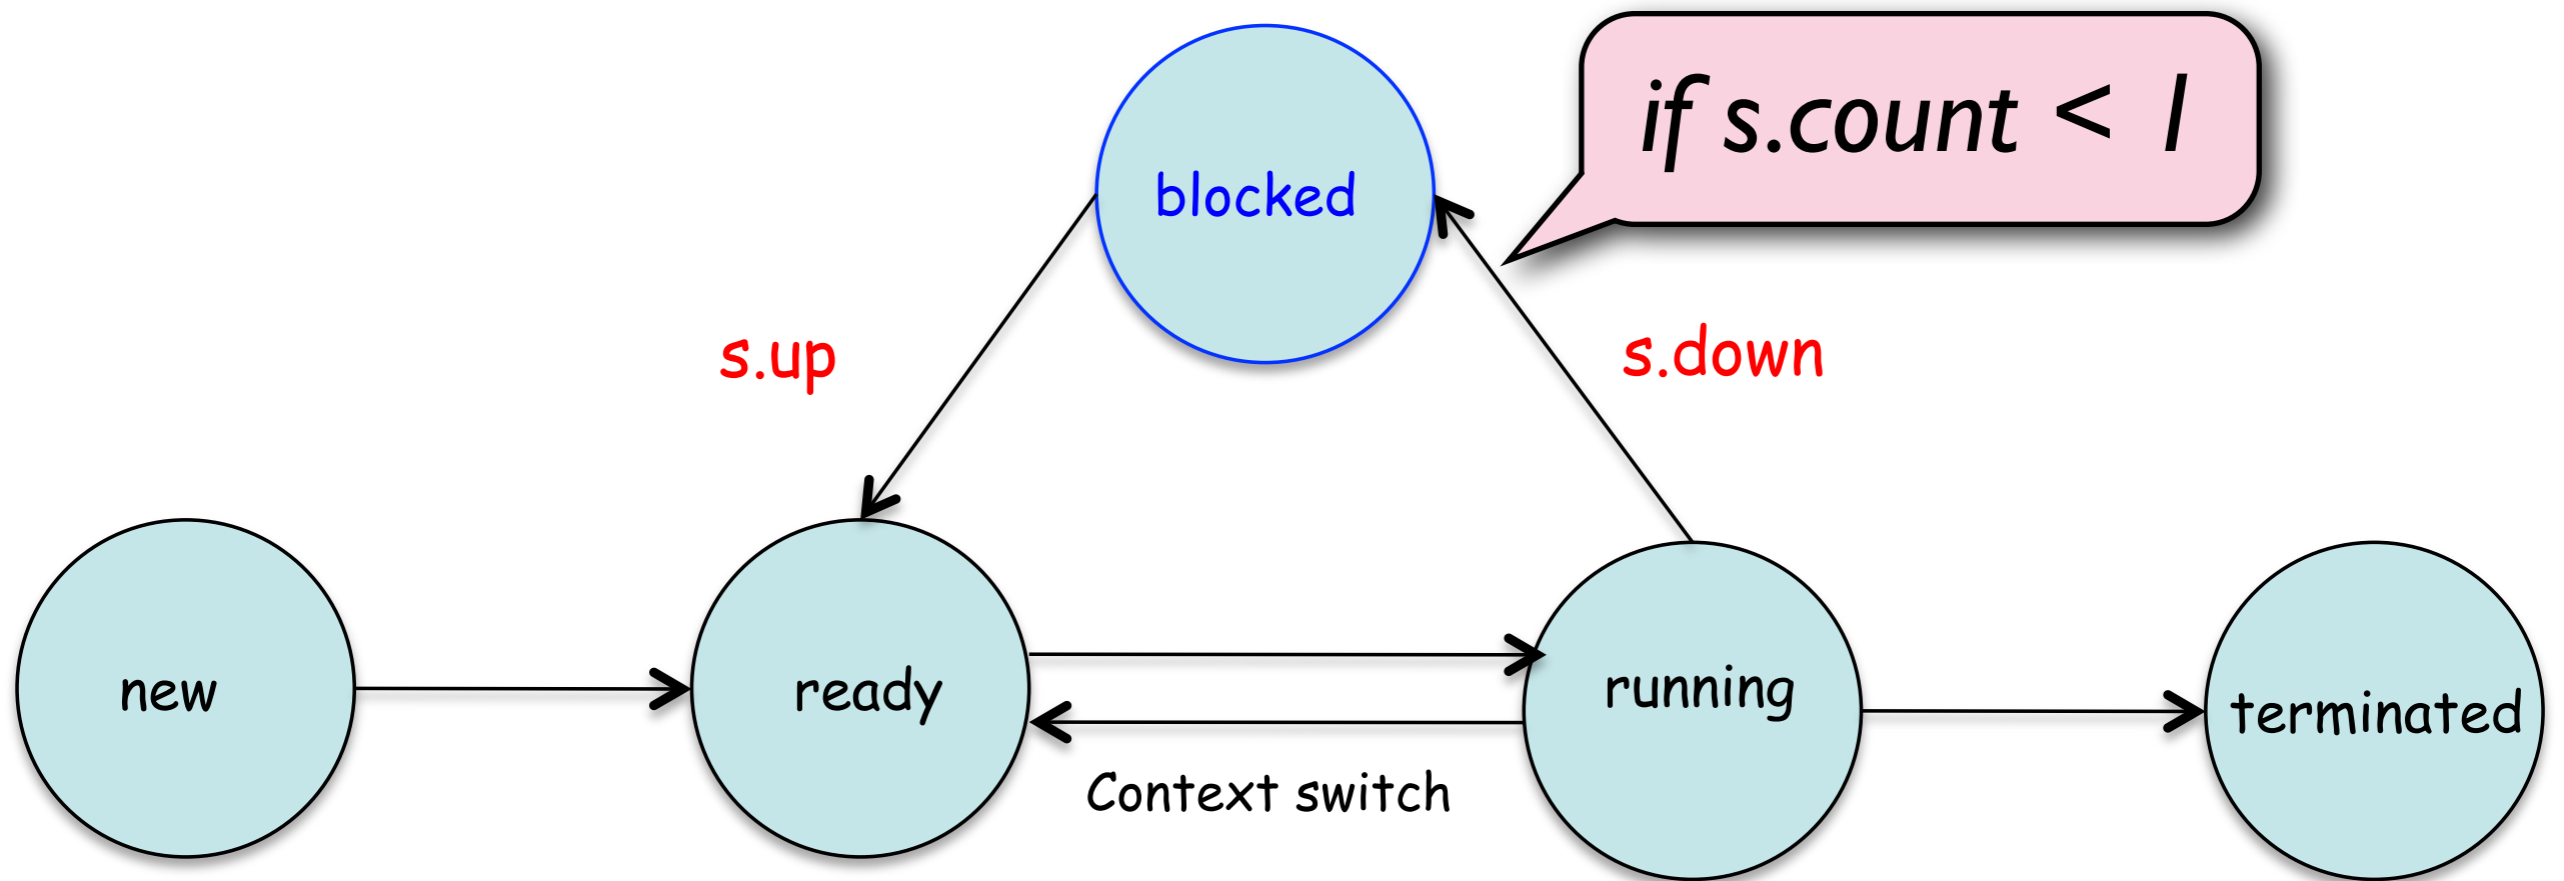 if s.count < 1
blocked
s.up
s.down
new
ready
running
terminated
Context switch